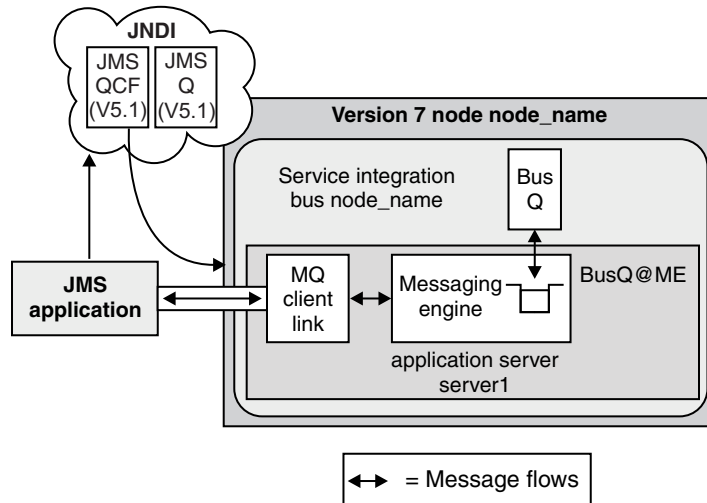 JNDI
JMS
QCF
(V5.1)
JMS
Q
(V5.1)
Version 7 node node_name
Service integration
bus node_name
Bus
Q
JMS
application
MQ
client
link
Messaging
engine
BusQ@ME
application server
server1
= Message flows